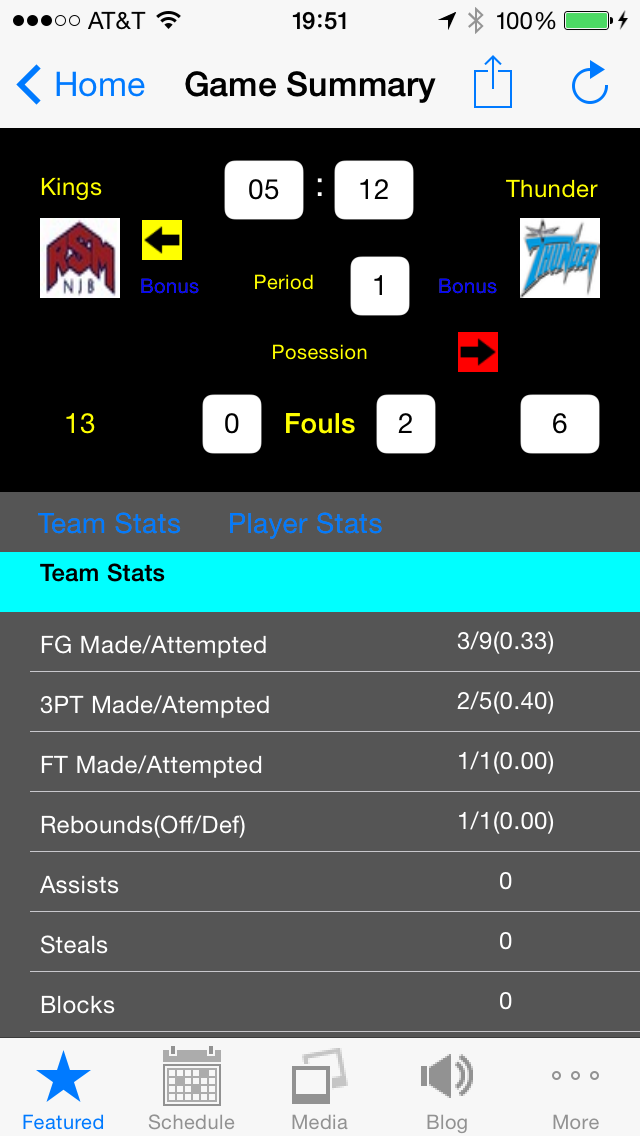 AT&T 19:51 100%
Home Game Summary
Kings 05 : 12 Thunder
RSM
NJB
THUNDER
Bonus Period 1 Bonus
Posession
13 0 Fouls 2 6
Team Stats Player Stats
Team Stats
FG Made/Attempted 3/9(0.33)
3PT Made/Atempted 2/5(0.40)
FT Made/Attempted 1/1(0.00)
Rebounds(Off/Def) 1/1(0.00)
Assists 0
Steals 0
Blocks 0
Featured Schedule Media Blog More